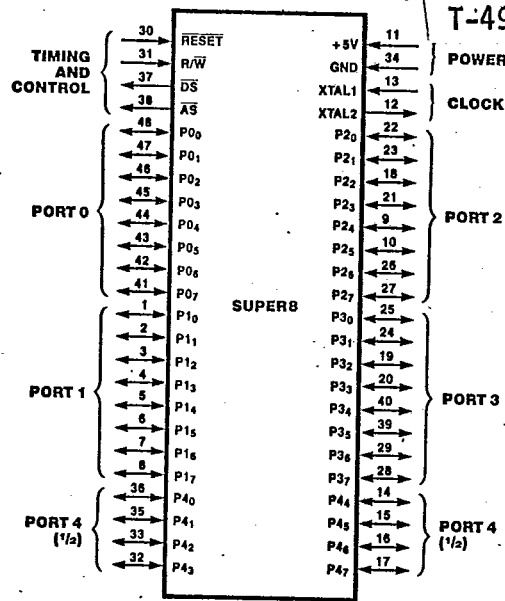 T-49
30 RESET
31 R/W
37 DS
38 AS
TIMING
AND
CONTROL
48 P00
47 P01
46 P02
45 P03
44 P04
43 P05
42 P06
41 P07
PORT 0
1 P10
2 P11
3 P12
4 P13
5 P14
6 P15
7 P16
8 P17
PORT 1
36 P40
35 P41
33 P42
32 P43
PORT 4
(1/2)
SUPER8
+5V 11
GND 34
POWER
XTAL1 13
XTAL2 12
CLOCK
P20 22
P21 23
P22 18
P23 21
P24 9
P25 10
P26 26
P27 27
PORT 2
P30 25
P31 24
P32 19
P33 20
P34 40
P35 39
P36 29
P37 28
PORT 3
P44 14
P45 15
P46 16
P47 17
PORT 4
(1/2)